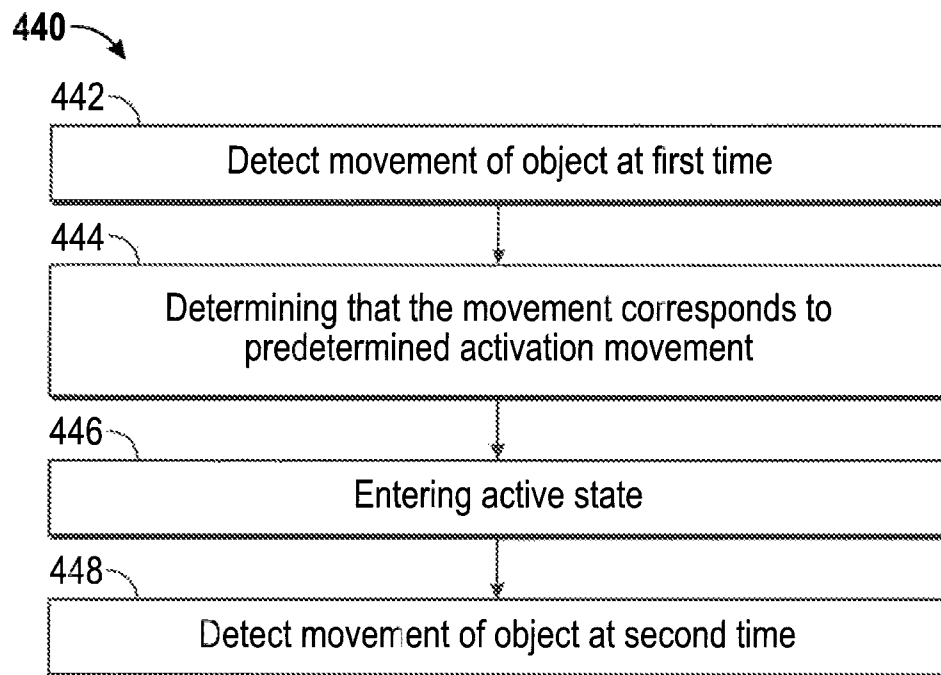 440
442
Detect movement of object at first time
444
Determining that the movement corresponds to
predetermined activation movement
446
Entering active state
448
Detect movement of object at second time